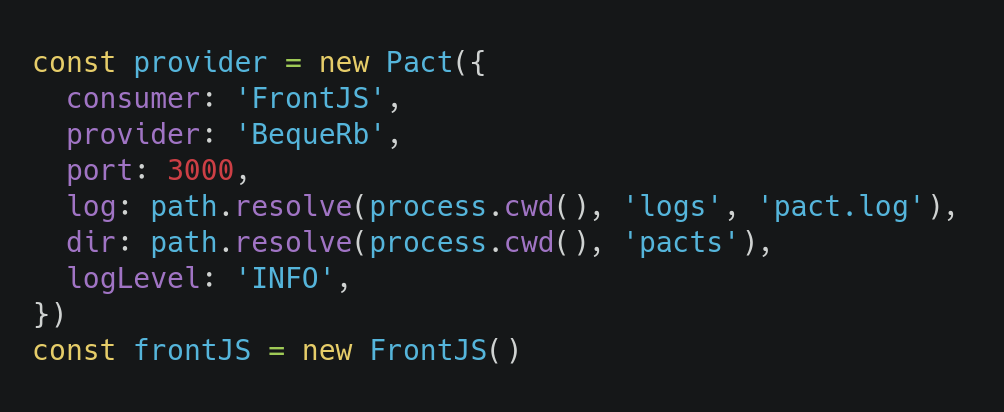 const provider = new Pact({
  consumer: 'FrontJS',
  provider: 'BequeRb',
  port: 3000,
  log: path.resolve(process.cwd(), 'logs', 'pact.log'),
  dir: path.resolve(process.cwd(), 'pacts'),
  logLevel: 'INFO',
})
const frontJS = new FrontJS()